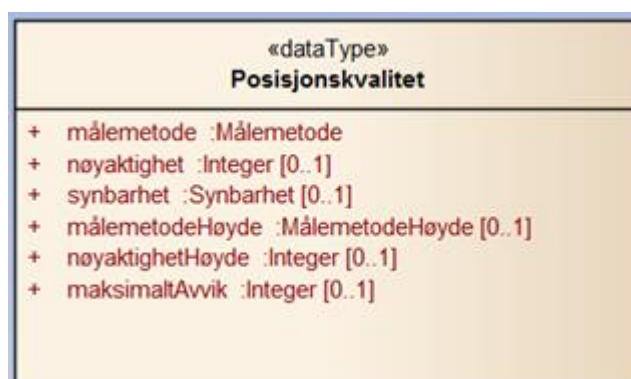 «dataType»
Posisjonskvalitet
+ målemetode :Målemetode
+ nøyaktighet :Integer [0..1]
+ synbarhet :Synbarhet [0..1]
+ målemetodeHøyde :MålemetodeHøyde [0..1]
+ nøyaktighetHøyde :Integer [0..1]
+ maksimaltAvvik :Integer [0..1]